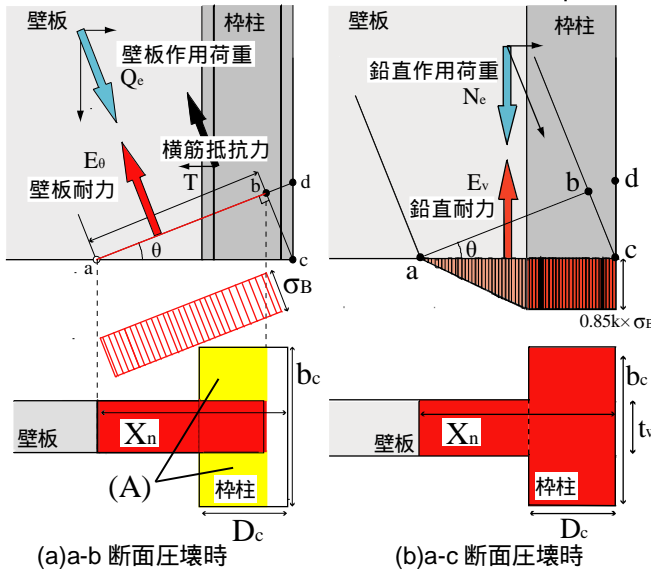 壁板
枠柱
壁板作用荷重
Qe
Eθ
横筋抵抗力
T
壁板耐力
b
d
θ
a
c
σB
bc
Xn
壁板
(A)
枠柱
Dc
(a)a-b 断面圧壊時
壁板
枠柱
鉛直作用荷重
Ne
Ev
鉛直耐力
b
d
θ
a
c
0.85k×σB
bc
Xn
壁板
枠柱
Dc
(b)a-c 断面圧壊時